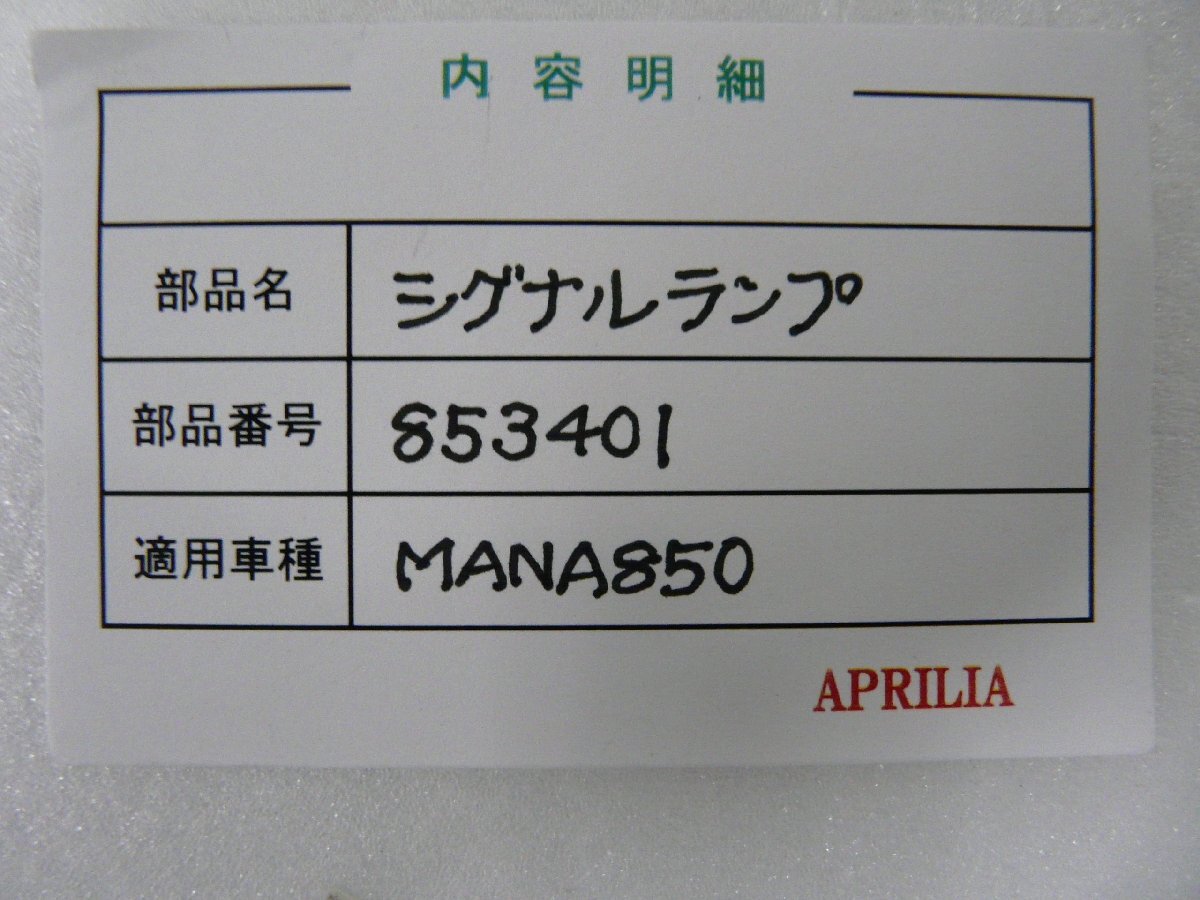 内容明細
部品名 シグナルランプ
部品番号 853401
適用車種 MANA850
APRILIA